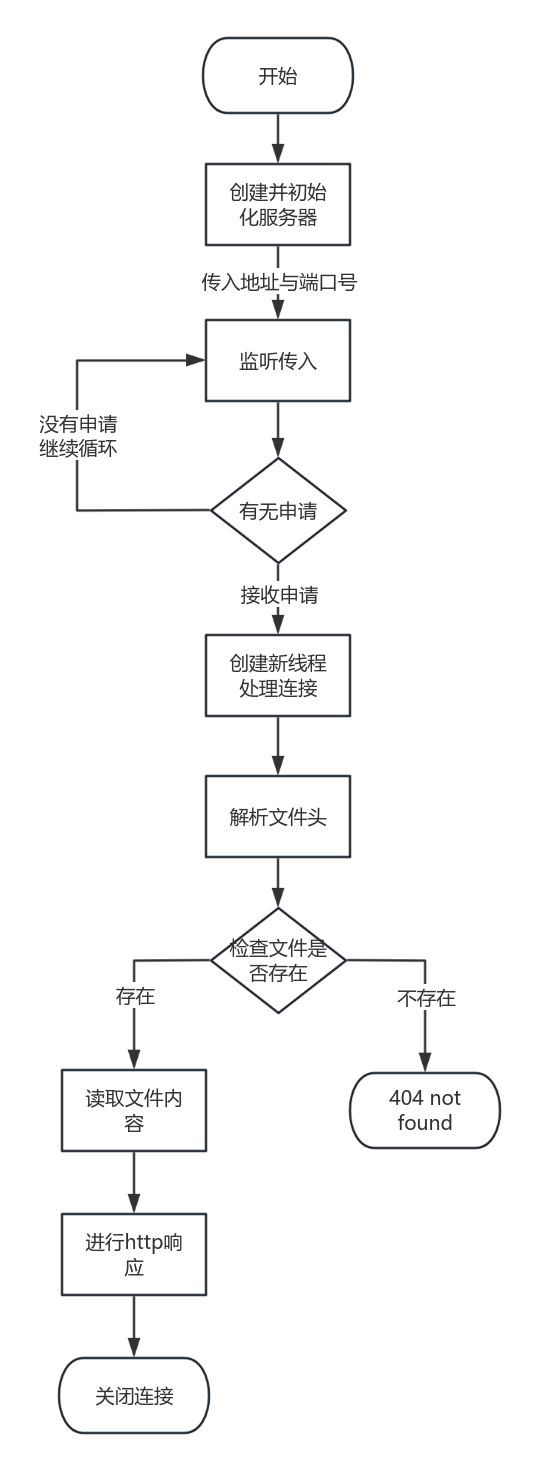 开始
创建并初始
化服务器
传入地址与端口号
监听传入
没有申请
继续循环
有无申请
接收申请
创建新线程
处理连接
解析文件头
检查文件是
否存在
存在
不存在
读取文件内
容
404 not
found
进行http响
应
关闭连接